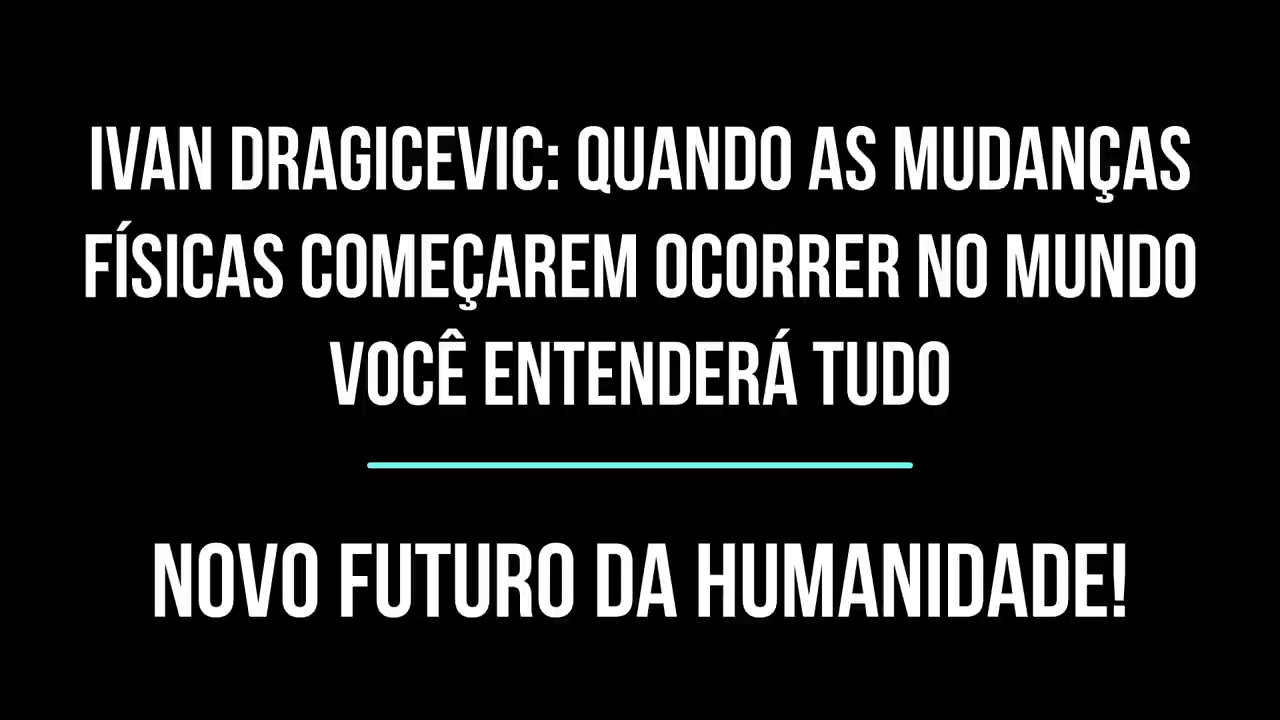 IVAN DRAGICEVIC: QUANDO AS MUDANÇAS
FÍSICAS COMEÇAREM OCORRER NO MUNDO
VOCÊ ENTENDERÁ TUDO
NOVO FUTURO DA HUMANIDADE!